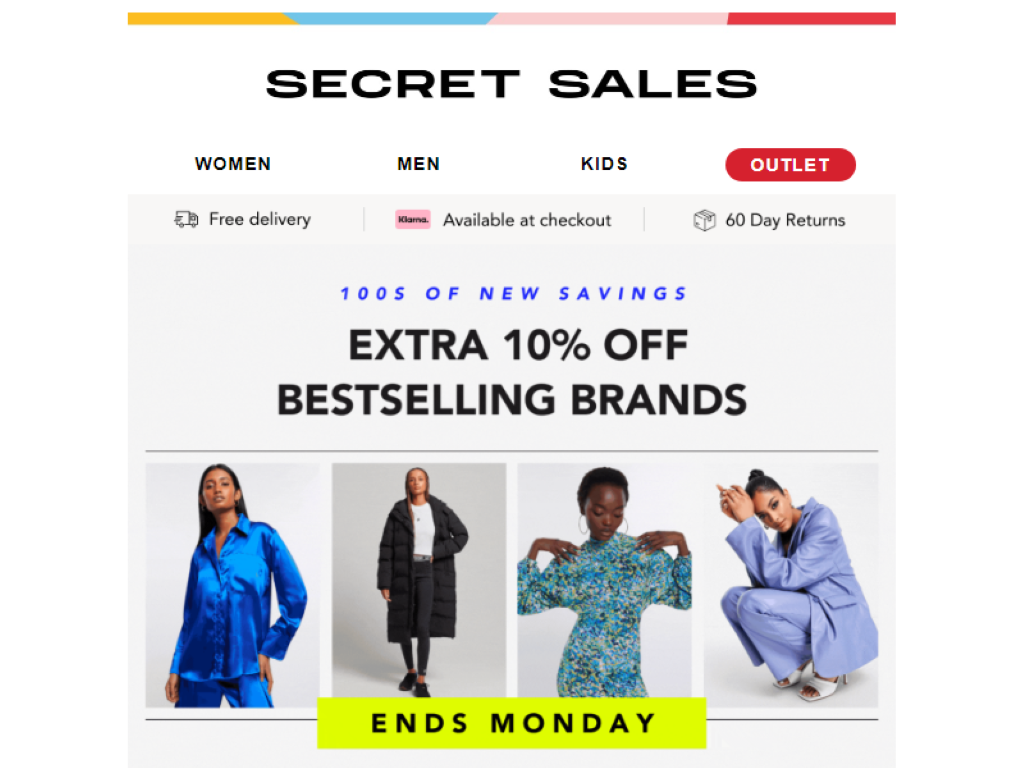 SECRET SALES
WOMEN MEN KIDS OUTLET
Free delivery Klarna. Available at checkout 60 Day Returns
100S OF NEW SAVINGS
EXTRA 10% OFF
BESTSELLING BRANDS
ENDS MONDAY